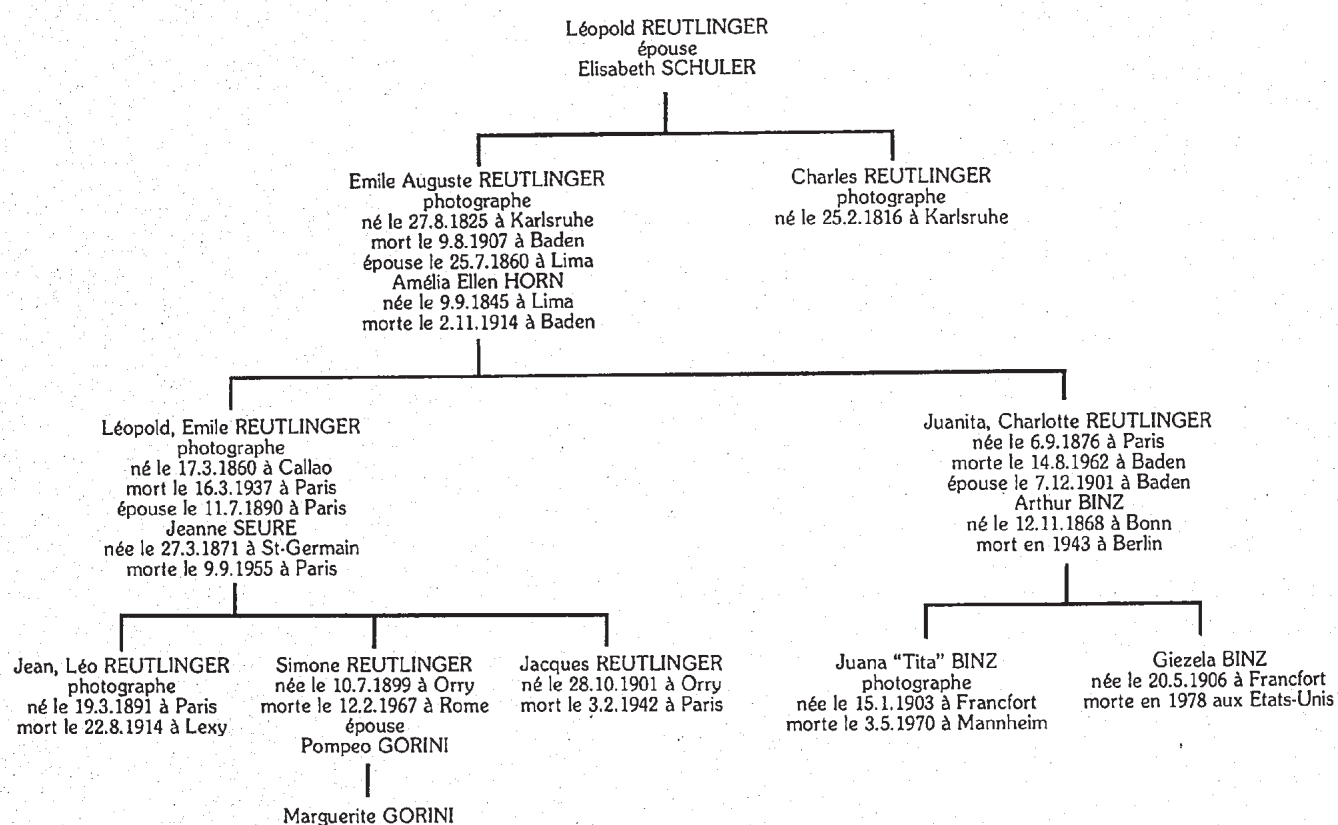 Léopold REUTLINGER
épouse
Elisabeth SCHULER
Emile Auguste REUTLINGER
photographe
né le 27.8.1825 à Karlsruhe
mort le 9.8.1907 à Baden
épouse le 25.7.1860 à Lima
Amélia Ellen HORN
née le 9.9.1845 à Lima
morte le 2.11.1914 à Baden
Charles REUTLINGER
photographe
né le 25.2.1816 à Karlsruhe
Léopold, Emile REUTLINGER
photographe
né le 17.3.1860 à Callao
mort le 16.3.1937 à Paris
épouse le 11.7.1890 à Paris
Jeanne SEURE
née le 27.3.1871 à St-Germain
morte le 9.9.1955 à Paris
Juanita, Charlotte REUTLINGER
née le 6.9.1876 à Paris
morte le 14.8.1962 à Baden
épouse le 7.12.1901 à Baden
Arthur BINZ
né le 12.11.1868 à Bonn
mort en 1943 à Berlin
Jean, Léo REUTLINGER
photographe
né le 19.3.1891 à Paris
mort le 22.8.1914 à Lexy
Simone REUTLINGER
née le 10.7.1899 à Orry
morte le 12.2.1967 à Rome
épouse
Pompeo GORINI
Marguerite GORINI
Jacques REUTLINGER
né le 28.10.1901 à Orry
mort le 3.2.1942 à Paris
Juana "Tita" BINZ
photographe
née le 15.1.1903 à Francfort
morte le 3.5.1970 à Mannheim
Giezela BINZ
née le 20.5.1906 à Francfort
morte en 1978 aux Etats-Unis